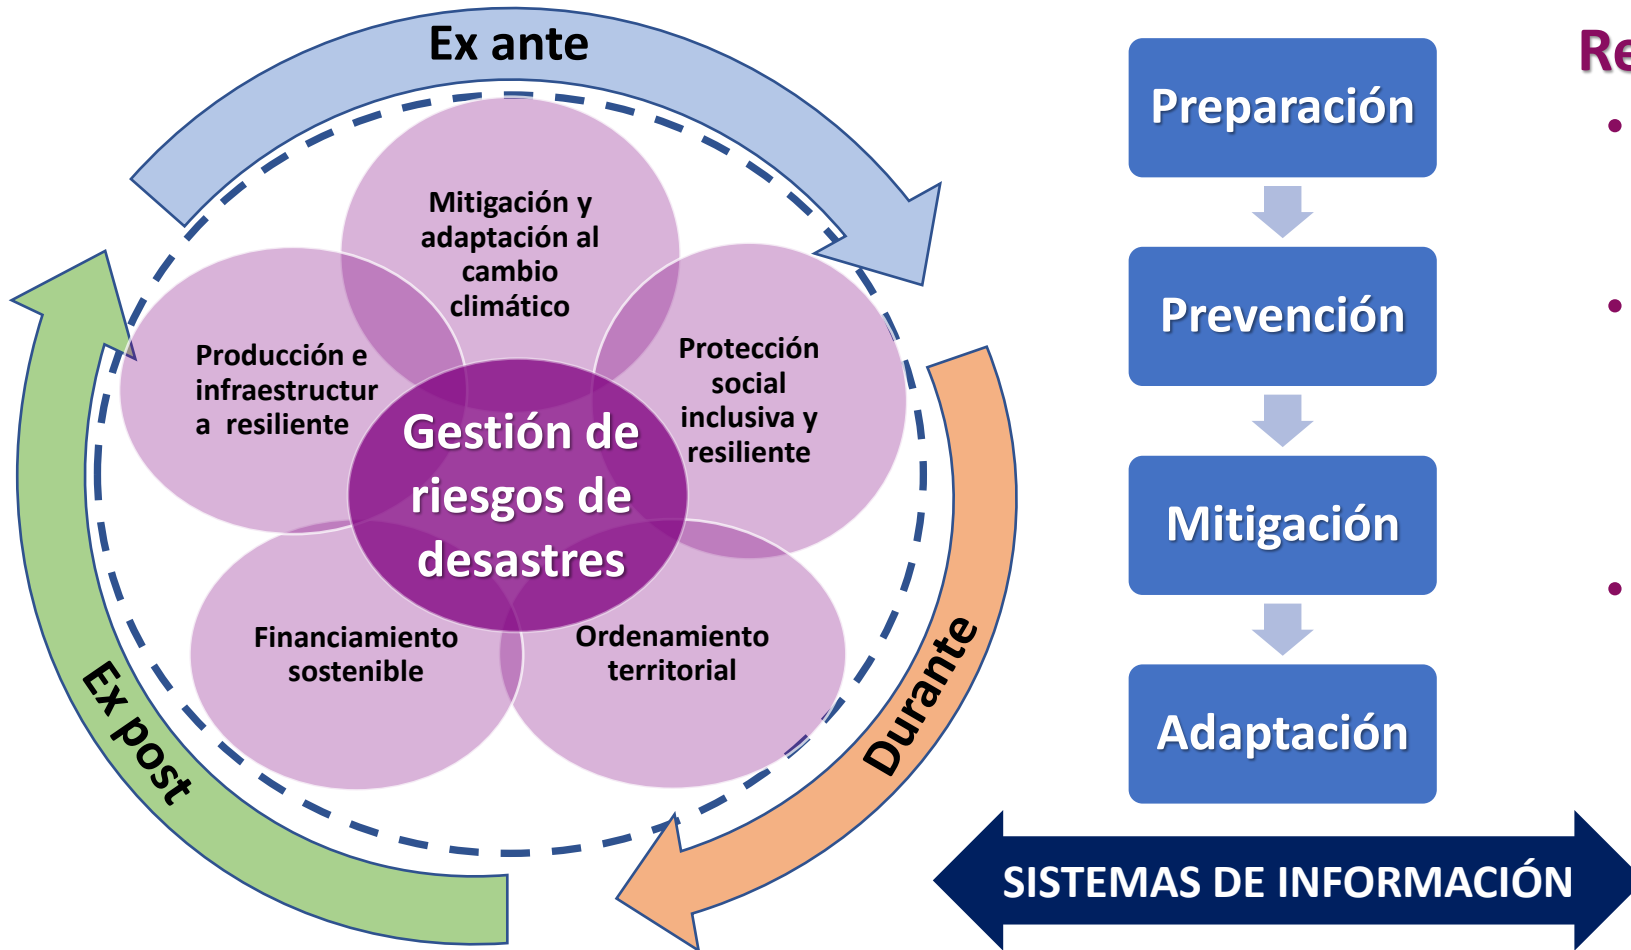 Ex ante
Mitigación y
adaptación al
cambio
climático
Producción e
infraestructur
a resiliente
Protección
social
inclusiva y
resiliente
Gestión de
riesgos de
desastres
Financiamiento
sostenible
Ordenamiento
territorial
Ex post
Durante
Preparación
Prevención
Mitigación
Adaptación
SISTEMAS DE INFORMACIÓN
Re
•
•
•